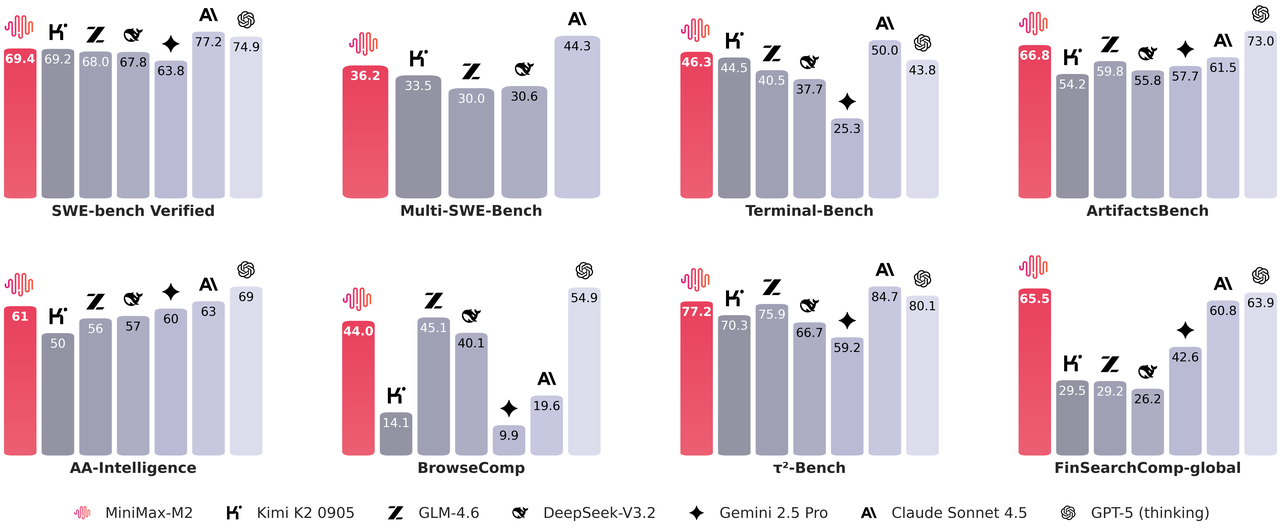 69.4 69.2 68.0 67.8 63.8 77.2 74.9
SWE-bench Verified
36.2 33.5 30.0 30.6 44.3
Multi-SWE-Bench
46.3 44.5 40.5 37.7 25.3 50.0 43.8
Terminal-Bench
66.8 54.2 59.8 55.8 57.7 61.5 73.0
ArtifactsBench
61 50 56 57 60 63 69
AA-Intelligence
44.0 14.1 45.1 40.1 9.9 19.6 54.9
BrowseComp
77.2 70.3 75.9 66.7 59.2 84.7 80.1
τ²-Bench
65.5 29.5 29.2 26.2 42.6 60.8 63.9
FinSearchComp-global
MiniMax-M2 Kimi K2 0905 GLM-4.6 DeepSeek-V3.2 Gemini 2.5 Pro Claude Sonnet 4.5 GPT-5 (thinking)